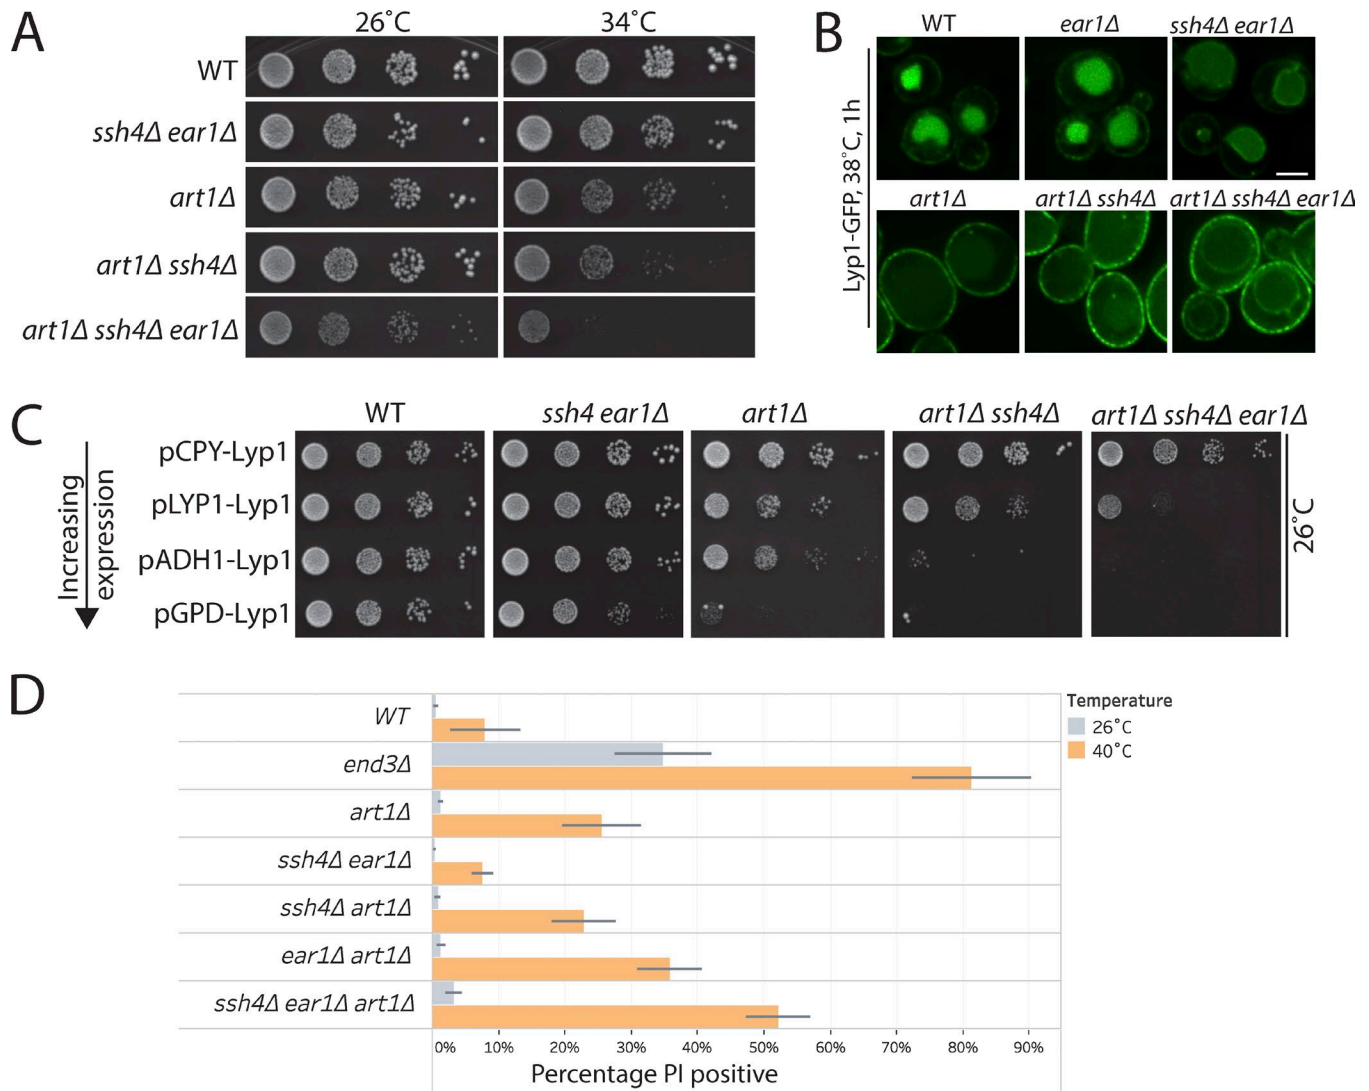 A
26˚C
34˚C
WT
ssh4Δ ear1Δ
art1Δ
art1Δ ssh4Δ
art1Δ ssh4Δ ear1Δ
B
WT
ear1Δ
ssh4Δ ear1Δ
Lyp1-GFP, 38˚C, 1h
art1Δ
art1Δ ssh4Δ
art1Δ ssh4Δ ear1Δ
C
WT
ssh4 ear1Δ
art1Δ
art1Δ ssh4Δ
art1Δ ssh4Δ ear1Δ
Increasing
expression
pCPY-Lyp1
pLYP1-Lyp1
pADH1-Lyp1
pGPD-Lyp1
26˚C
D
WT
end3Δ
art1Δ
ssh4Δ ear1Δ
ssh4Δ art1Δ
ear1Δ art1Δ
ssh4Δ ear1Δ art1Δ
Temperature
26˚C
40˚C
0% 10% 20% 30% 40% 50% 60% 70% 80% 90%
Percentage PI positive